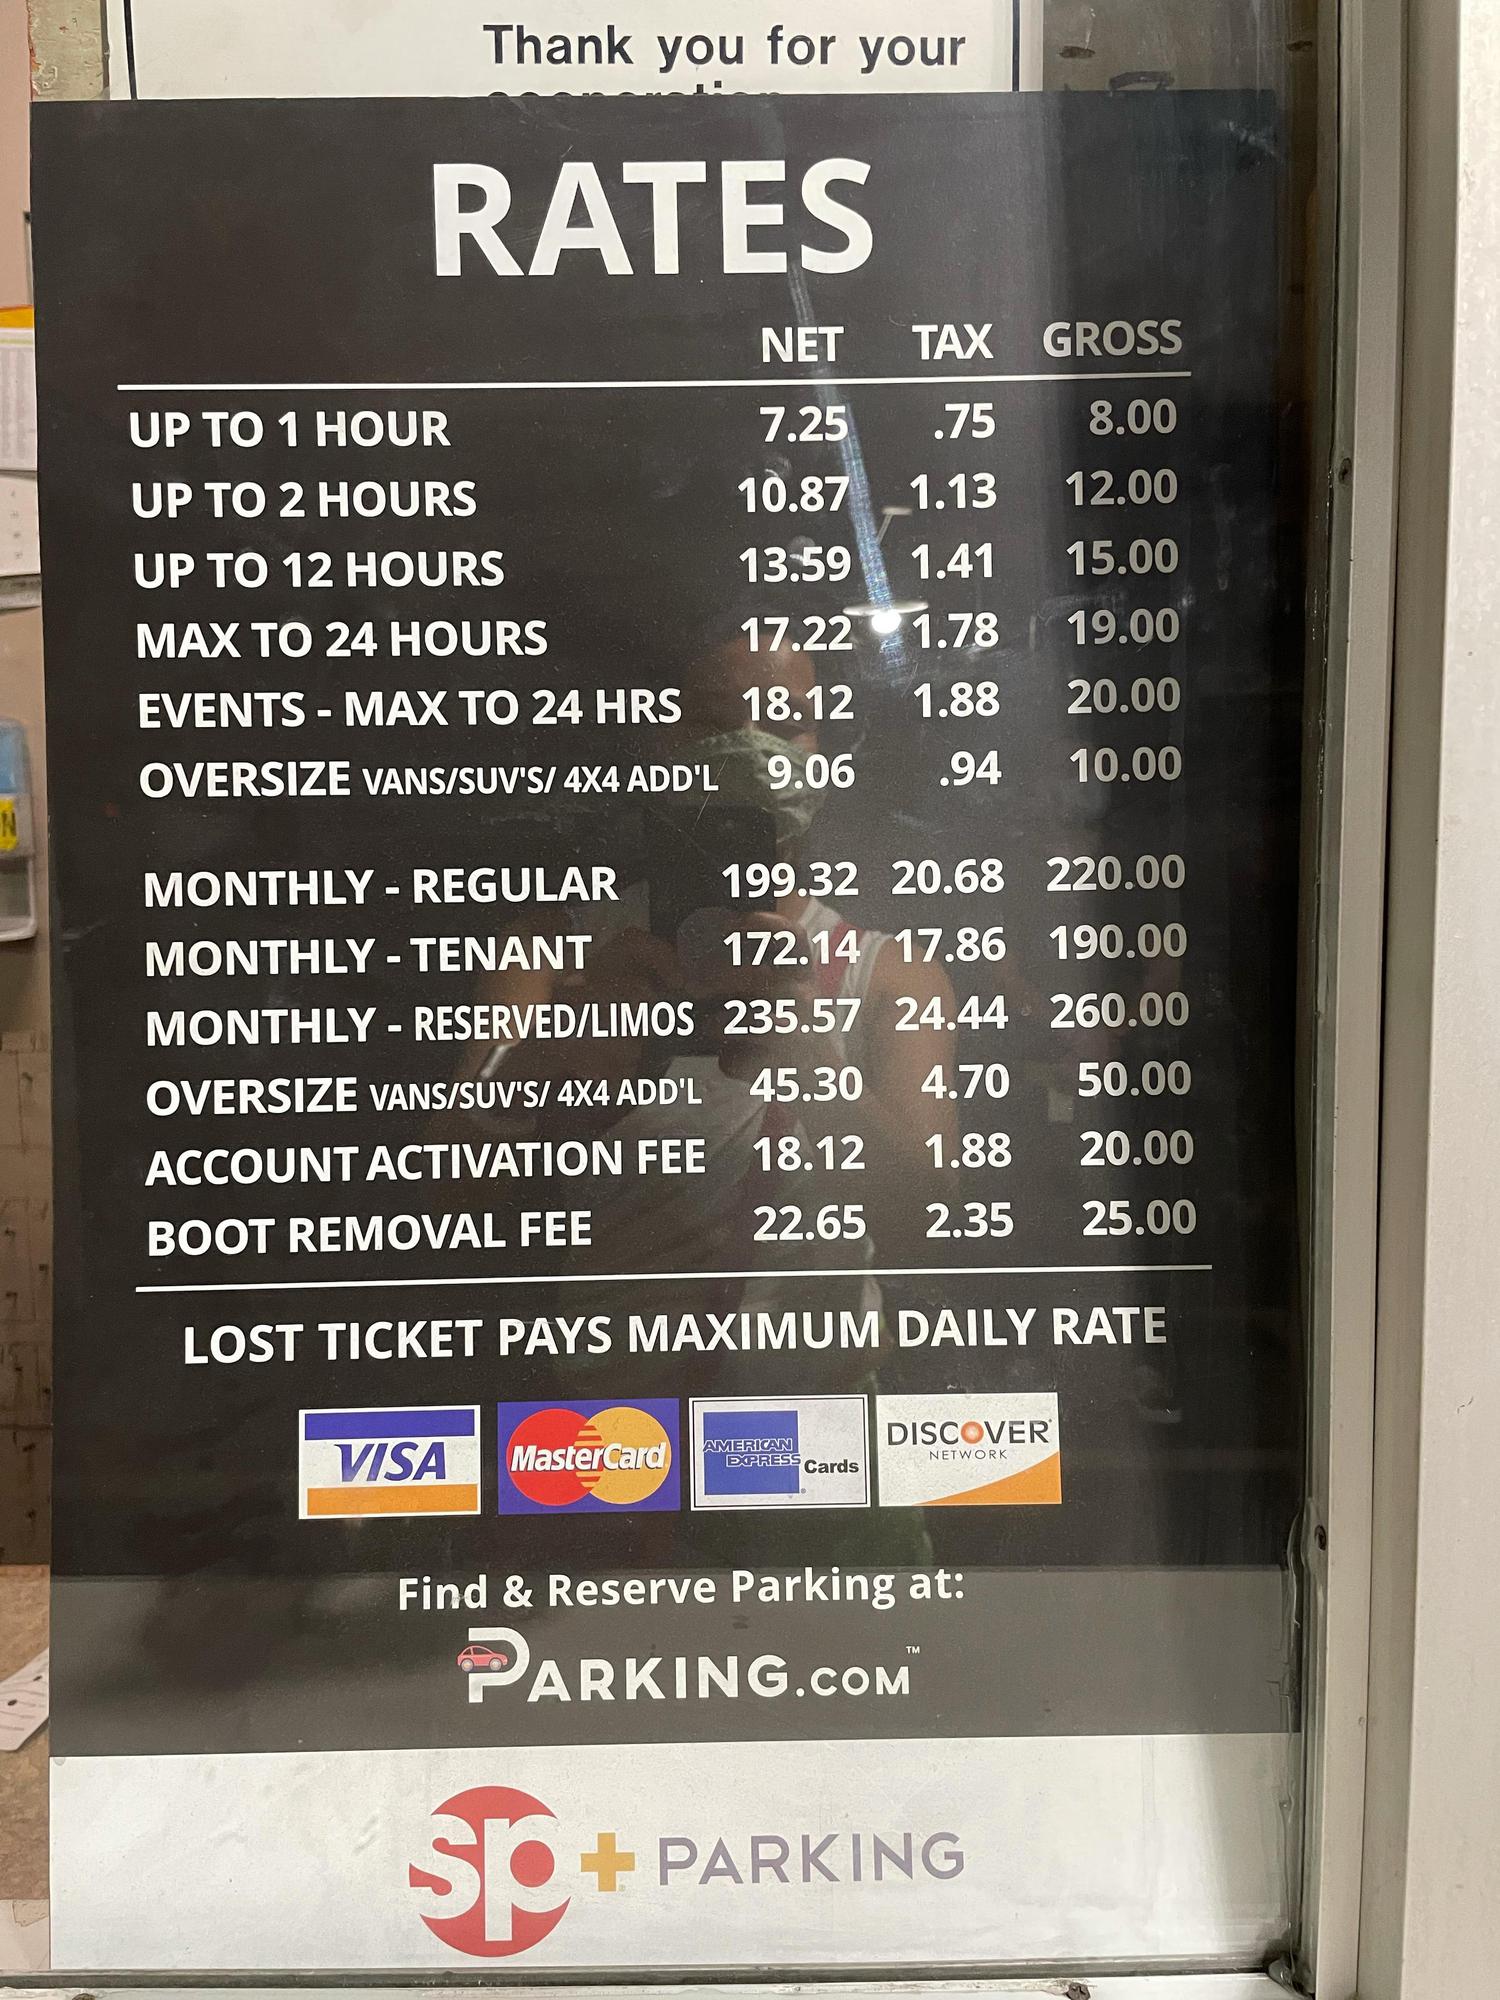 Thank you for your
cooperation
RATES
NET TAX GROSS
UP TO 1 HOUR 7.25 .75 8.00
UP TO 2 HOURS 10.87 1.13 12.00
UP TO 12 HOURS 13.59 1.41 15.00
MAX TO 24 HOURS 17.22 1.78 19.00
EVENTS - MAX TO 24 HRS 18.12 1.88 20.00
OVERSIZE VANS/SUV'S/ 4X4 ADD'L 9.06 .94 10.00
MONTHLY - REGULAR 199.32 20.68 220.00
MONTHLY - TENANT 172.14 17.86 190.00
MONTHLY - RESERVED/LIMOS 235.57 24.44 260.00
OVERSIZE VANS/SUV'S/ 4X4 ADD'L 45.30 4.70 50.00
ACCOUNT ACTIVATION FEE 18.12 1.88 20.00
BOOT REMOVAL FEE 22.65 2.35 25.00
LOST TICKET PAYS MAXIMUM DAILY RATE
VISA MasterCard AMERICAN EXPRESS Cards DISCOVER NETWORK
Find & Reserve Parking at:
PARKING.COM™
sp+ PARKING